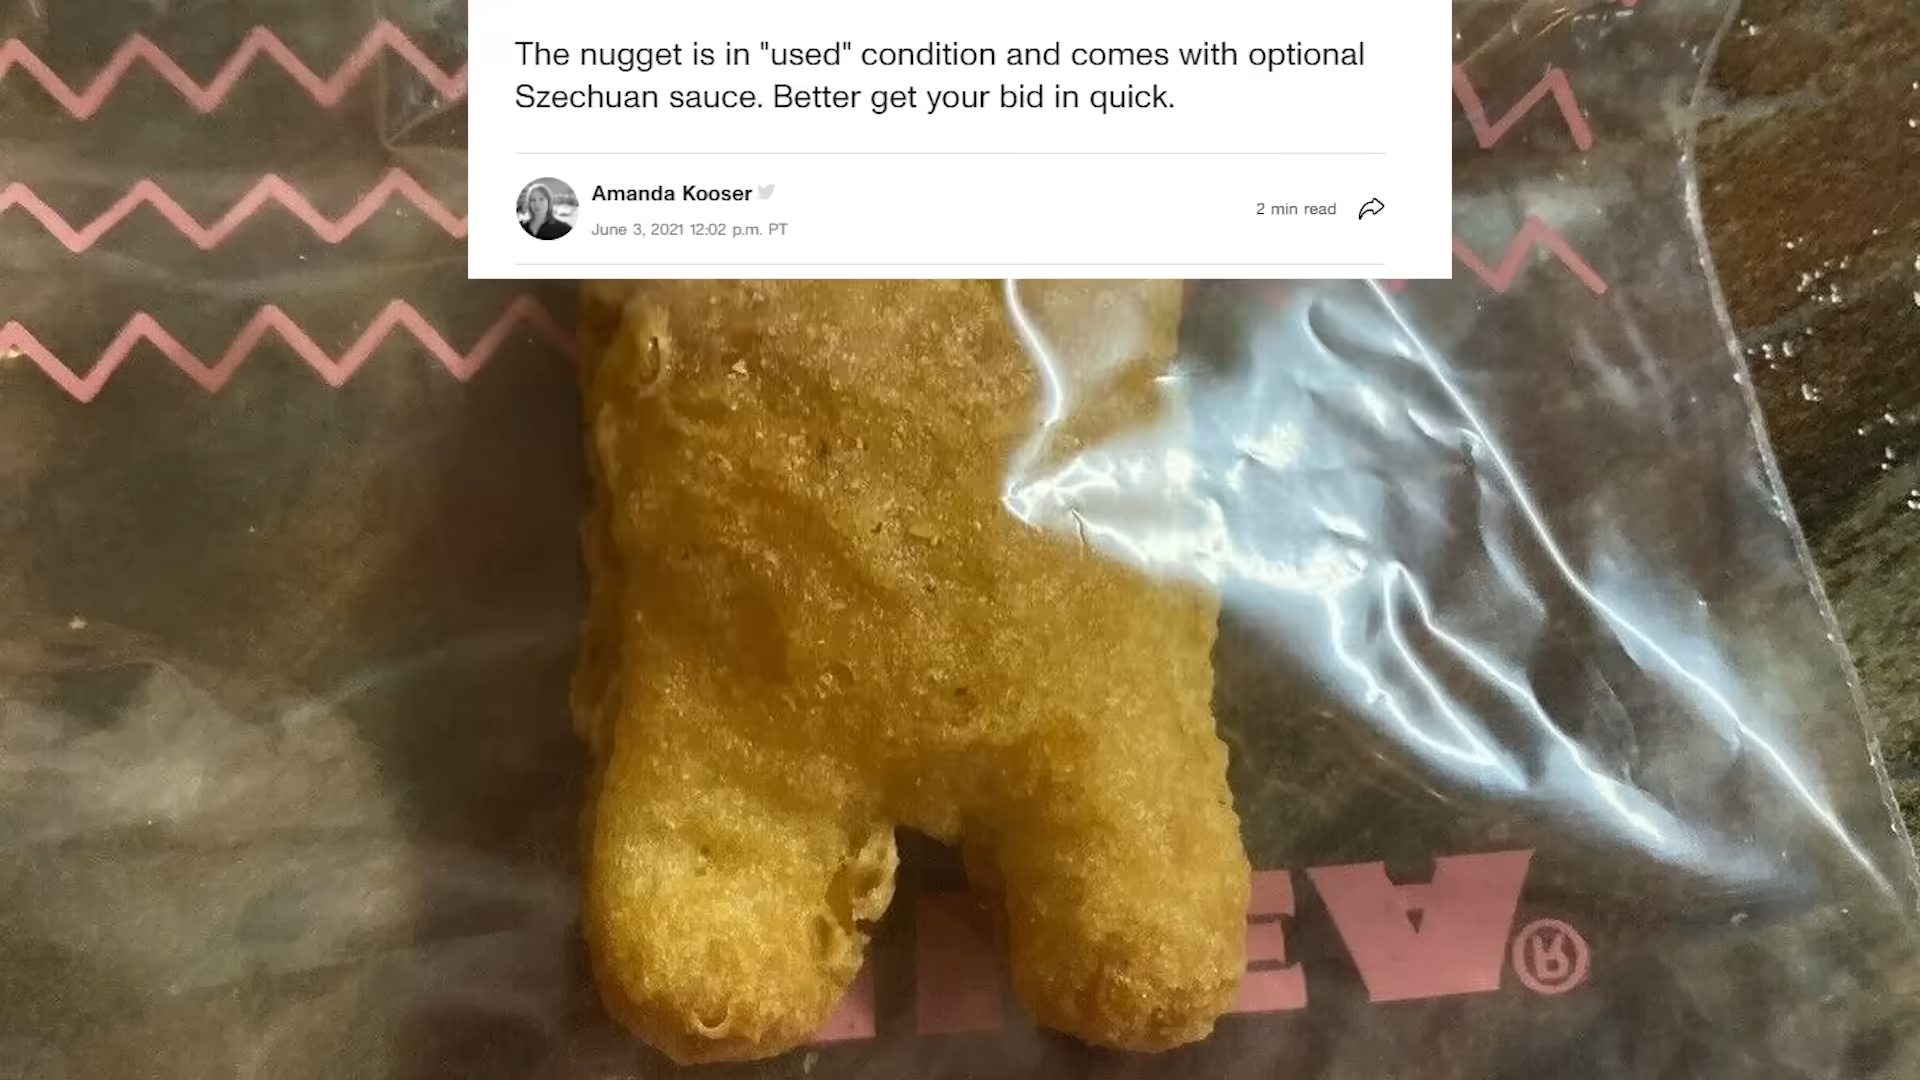 The nugget is in "used" condition and comes with optional
Szechuan sauce. Better get your bid in quick.
Amanda Kooser
June 3, 2021 12:02 p.m. PT
2 min read
®